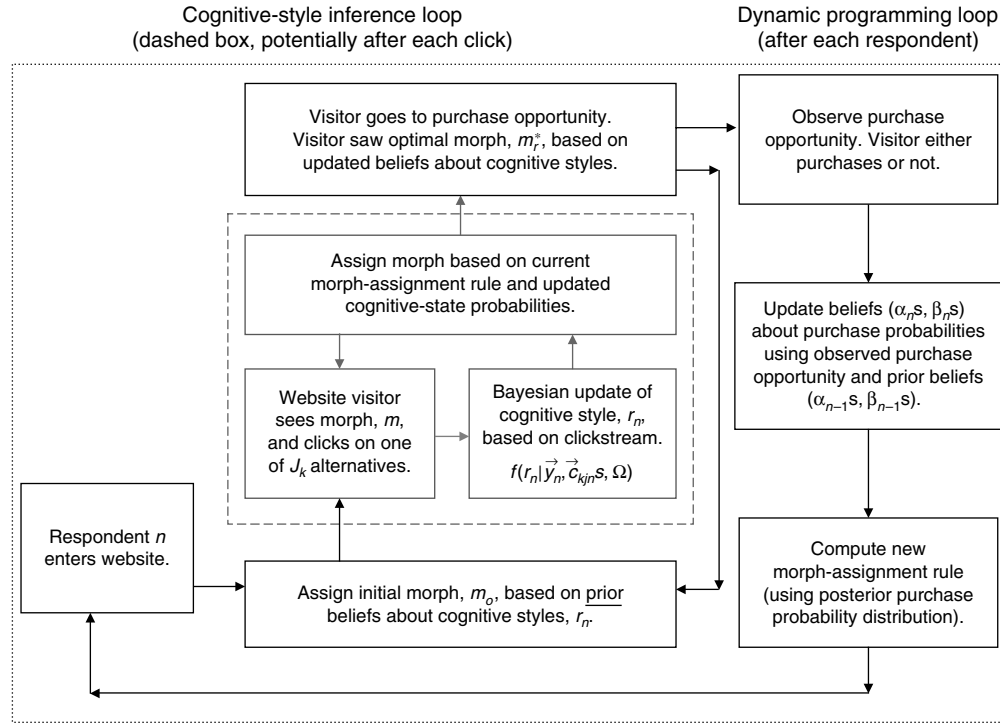 Cognitive-style inference loop
(dashed box, potentially after each click)
Dynamic programming loop
(after each respondent)
Visitor goes to purchase opportunity.
Visitor saw optimal morph, m*r, based on
updated beliefs about cognitive styles.
Observe purchase
opportunity. Visitor either
purchases or not.
Assign morph based on current
morph-assignment rule and updated
cognitive-state probabilities.
Update beliefs (αns, βns)
about purchase probabilities
using observed purchase
opportunity and prior beliefs
(αn−1s, βn−1s).
Website visitor
sees morph, m,
and clicks on one
of Jk alternatives.
Bayesian update of
cognitive style, rn,
based on clickstream.
f(rn|y⃗n, c⃗kjns, Ω)
Respondent n
enters website.
Assign initial morph, mo, based on prior
beliefs about cognitive styles, rn.
Compute new
morph-assignment rule
(using posterior purchase
probability distribution).